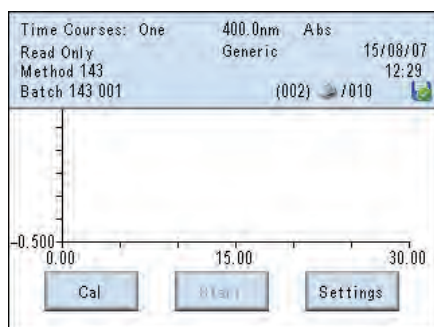 Time Courses: One 400.0nm Abs
Read Only Generic 15/08/07
Method 143 12:29
Batch 143 001 (002) /010
-0.500
0.00 15.00 30.00
Cal Start Settings